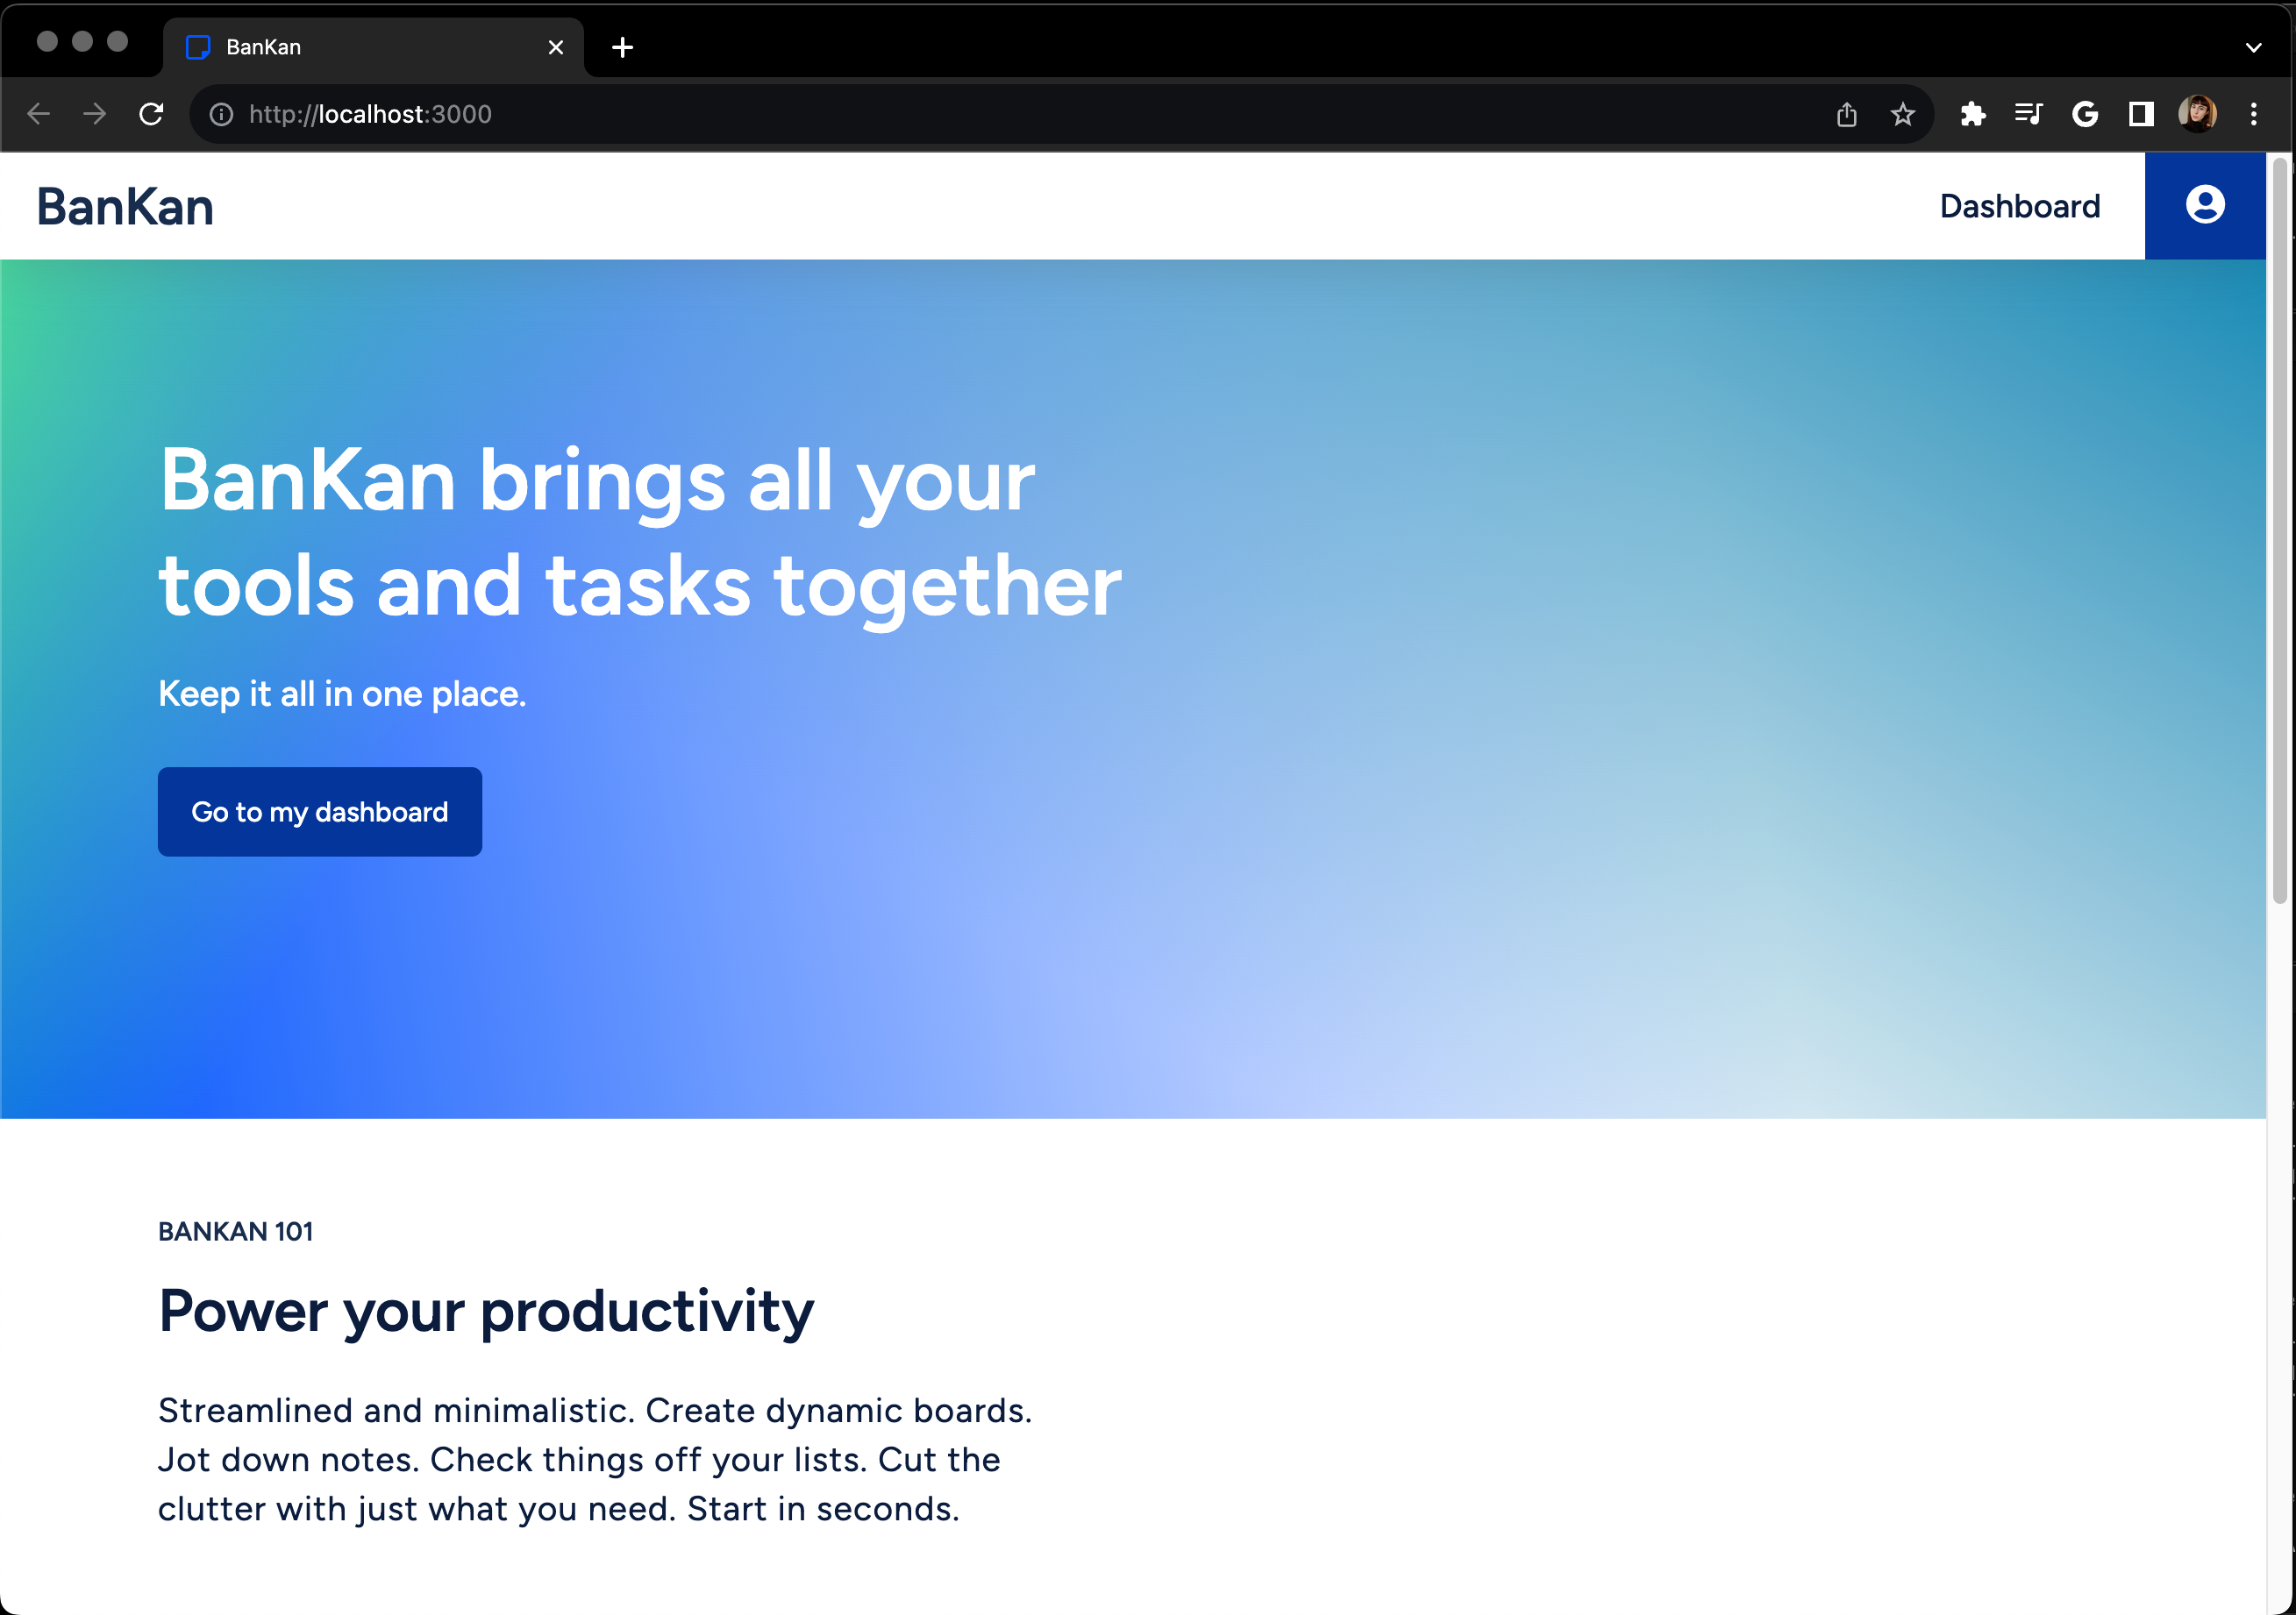 BanKan
http://localhost:3000
BanKan
Dashboard
BanKan brings all your
tools and tasks together
Keep it all in one place.
Go to my dashboard
BANKAN 101
Power your productivity
Streamlined and minimalistic. Create dynamic boards.
Jot down notes. Check things off your lists. Cut the
clutter with just what you need. Start in seconds.